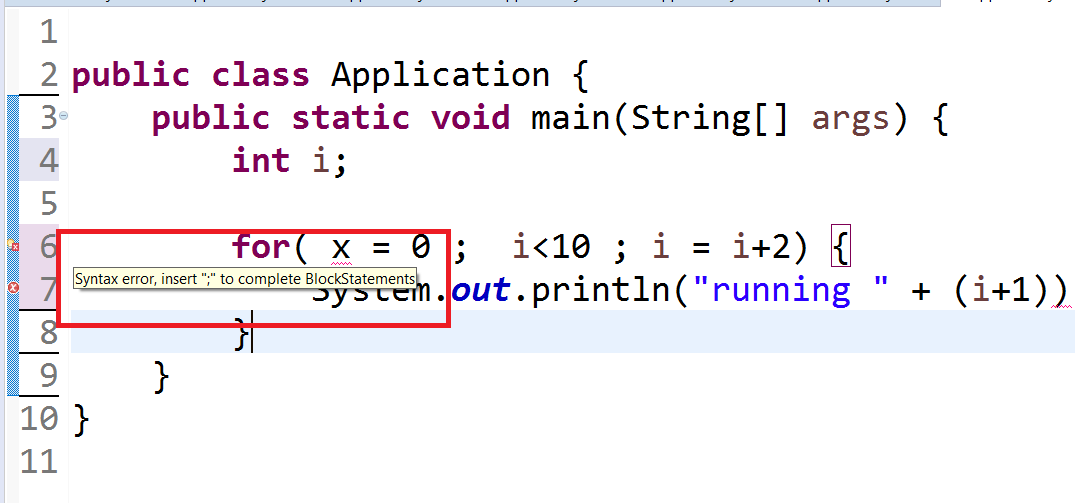 1
2 public class Application {
3 public static void main(String[] args) {
4 int i;
5
6 for( x = 0 ; i<10 ; i = i+2) {
Syntax error, insert ";" to complete BlockStatements
7 System.out.println("running " + (i+1))
8 }
9 }
10 }
11